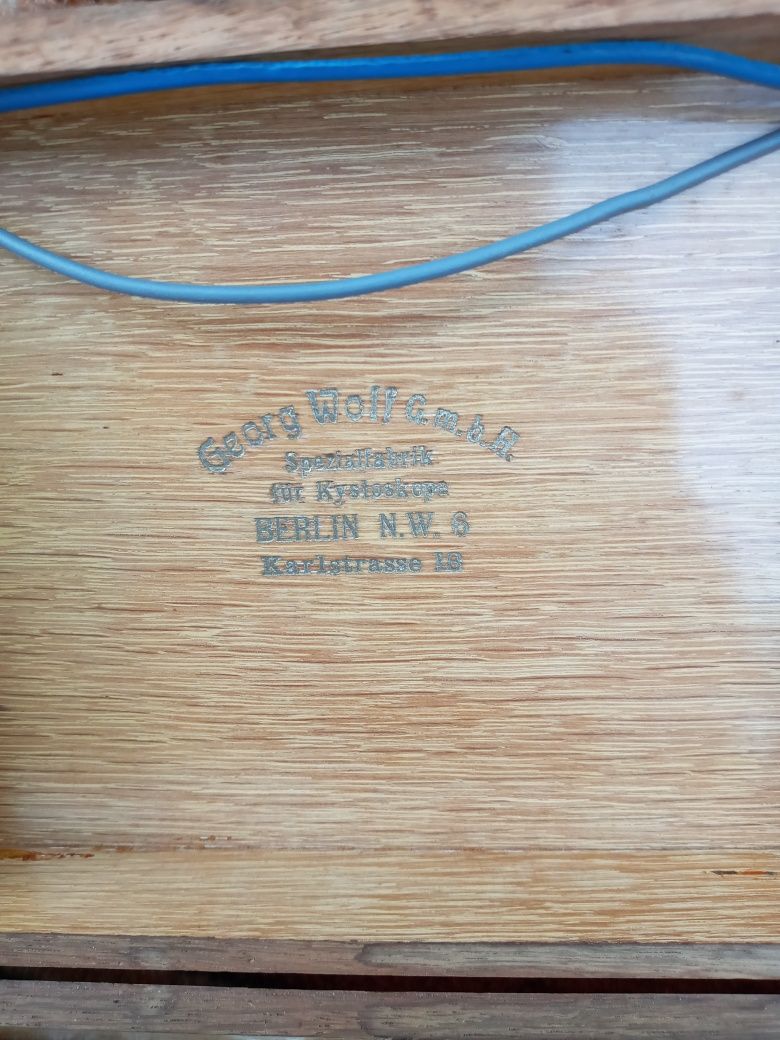 Georg Wolf G.m.b.H.
Spezialfabrik
für Kystoskope
BERLIN N.W. 6
Karlstrasse 18